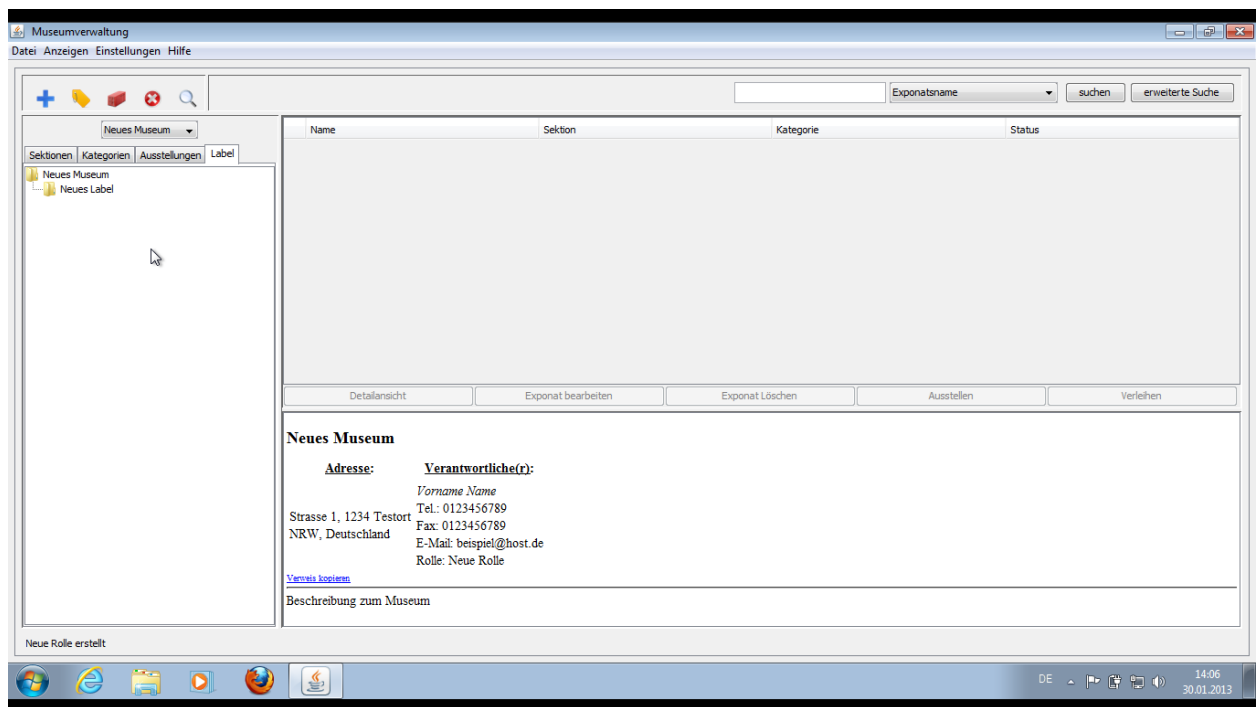 Museumverwaltung
Datei Anzeigen Einstellungen Hilfe
Exponatsname suchen erweiterte Suche
Neues Museum
Sektionen Kategorien Ausstellungen Label
Neues Museum
Neues Label
Name Sektion Kategorie Status
Detailansicht Exponat bearbeiten Exponat Löschen Ausstellen Verleihen
Neues Museum
Adresse: Verantwortliche(r):
Vorname Name
Tel.: 0123456789
Strasse 1, 1234 Testort
Fax: 0123456789
NRW, Deutschland
E-Mail: beispiel@host.de
Rolle: Neue Rolle
Verweis kopieren
Beschreibung zum Museum
Neue Rolle erstellt
DE
14:06
30.01.2013